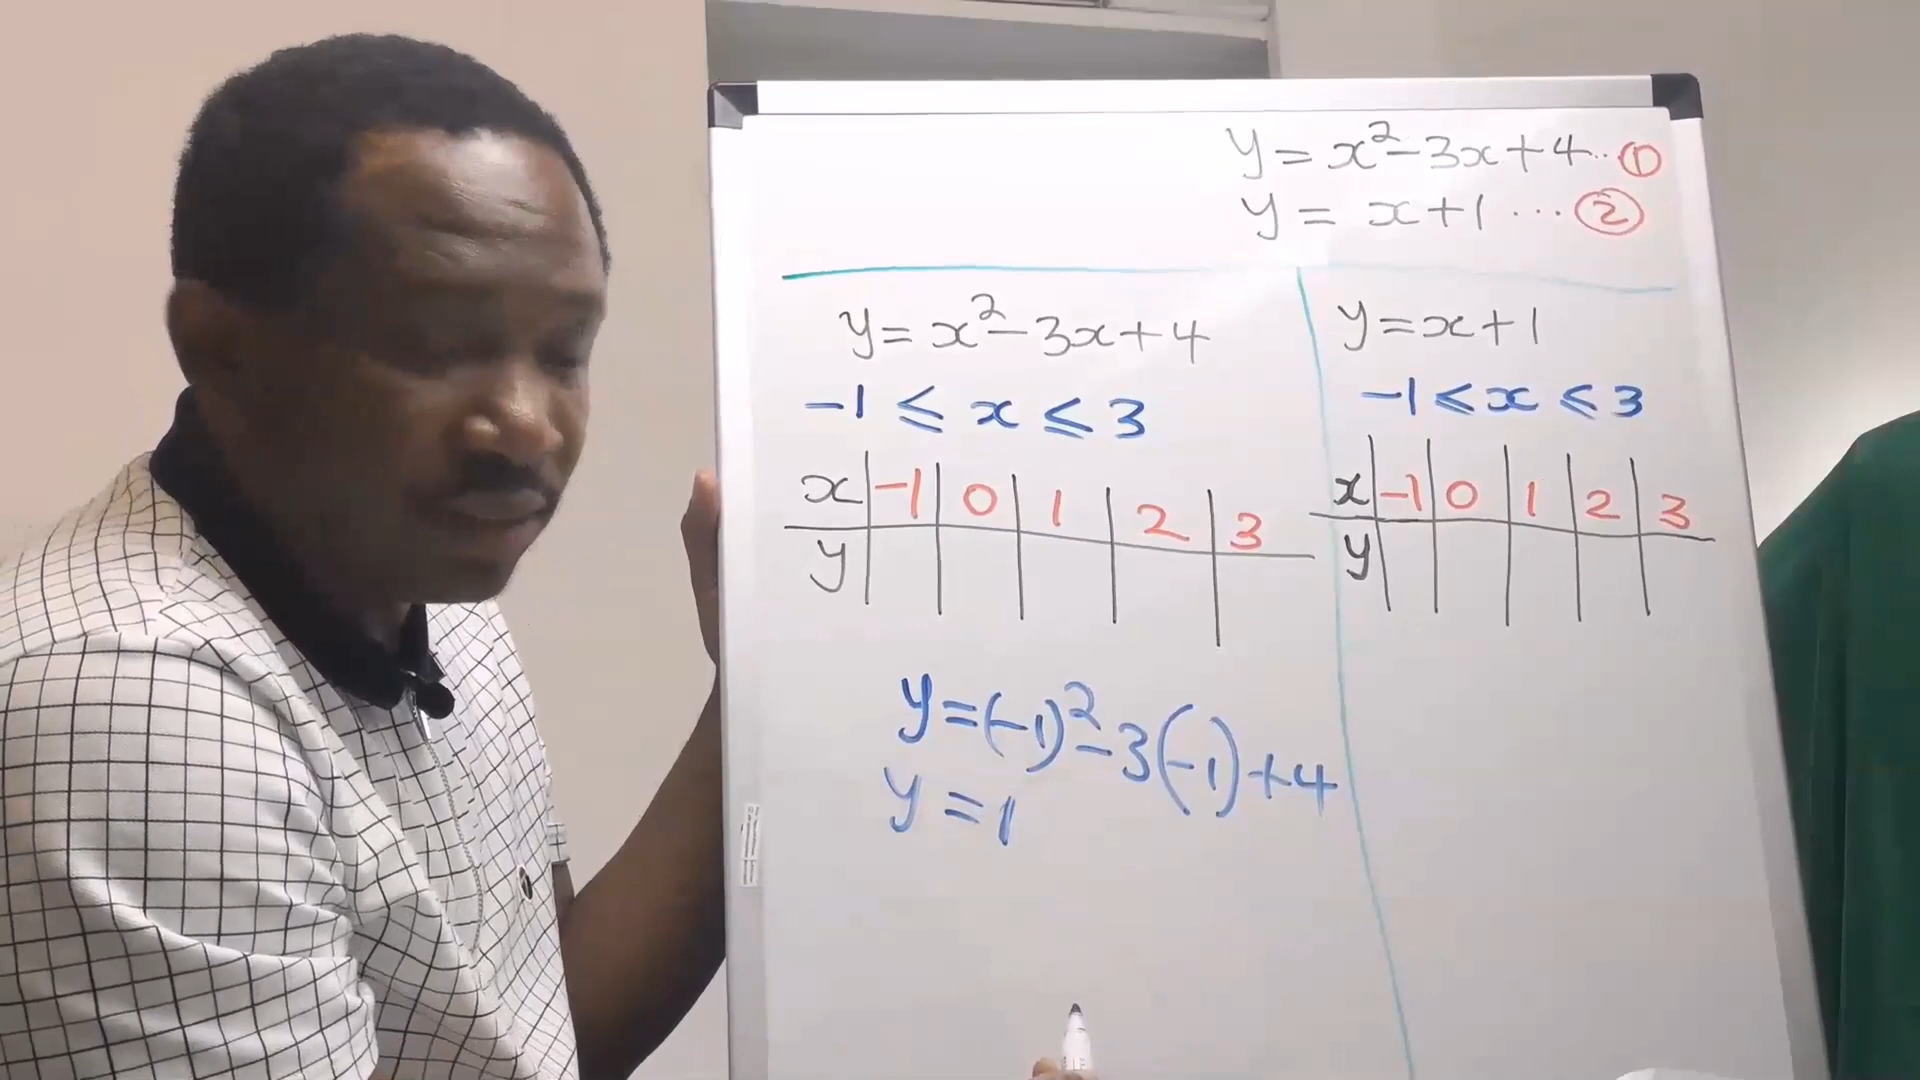 y = x² - 3x + 4 .. ①
y = x + 1 .... ②
y = x² - 3x + 4
-1 ≤ x ≤ 3
x | -1 | 0 | 1 | 2 | 3
y
y = (-1)² - 3(-1) + 4
y = 1
y = x + 1
-1 ≤ x ≤ 3
x | -1 | 0 | 1 | 2 | 3
y